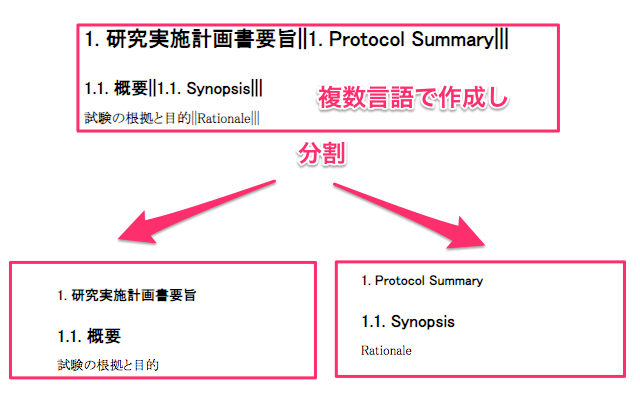 1. 研究実施計画書要旨||1. Protocol Summary|||
1.1. 概要||1.1. Synopsis|||
試験の根拠と目的||Rationale|||
複数言語で作成し
分割
1. 研究実施計画書要旨
1.1. 概要
試験の根拠と目的
1. Protocol Summary
1.1. Synopsis
Rationale